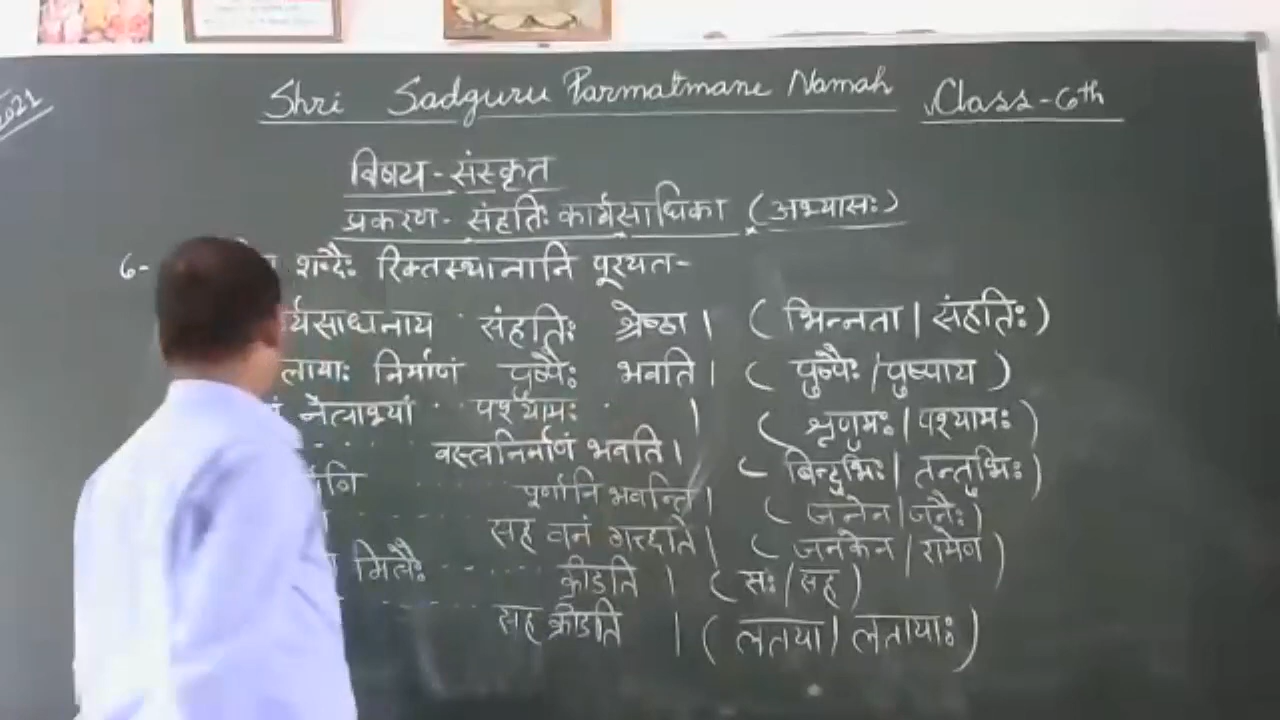 2021
Shri Sadguru Parmatmane Namah Class-6th
विषय - संस्कृत
प्रकरण - संहतिः कार्यसाधिका (अभ्यासः)
6- शब्दैः रिक्तस्थानानि पूरयत-
र्यसाधनाय संहतिः श्रेष्ठा । (भिन्नता | संहतिः)
लायाः निर्माणं पुष्पैः भवति । (पुष्पैः / पुष्पाय)
नेत्राभ्यां पश्यामः । (श्रृणुमः | पश्यामः)
वस्त्रनिर्माणं भवति । (बिन्दुभिः | तन्तुभिः)
पूर्णानि भवन्ति । (जलेन | जनैः)
सह वनं गच्छति | (जनकेन | रामेण)
मित्रैः क्रीडति । (सः / सह)
सह क्रीडति । (लतया / लतायाः)